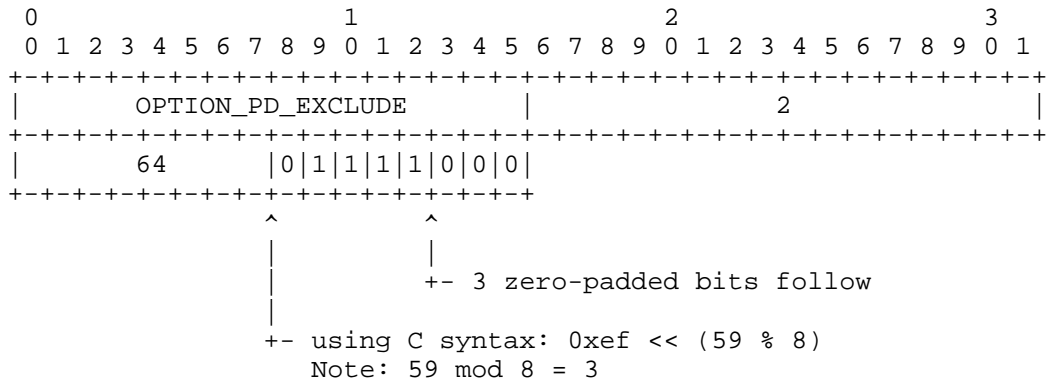 0                   1                   2                   3
 0 1 2 3 4 5 6 7 8 9 0 1 2 3 4 5 6 7 8 9 0 1 2 3 4 5 6 7 8 9 0 1
+-+-+-+-+-+-+-+-+-+-+-+-+-+-+-+-+-+-+-+-+-+-+-+-+-+-+-+-+-+-+-+-+
|       OPTION_PD_EXCLUDE       |               2               |
+-+-+-+-+-+-+-+-+-+-+-+-+-+-+-+-+-+-+-+-+-+-+-+-+-+-+-+-+-+-+-+-+
|       64      |0|1|1|1|1|0|0|0|
+-+-+-+-+-+-+-+-+-+-+-+-+-+-+-+-+
                ^         ^
                |         |
                |         +- 3 zero-padded bits follow
                |
                +- using C syntax: 0xef << (59 % 8)
                   Note: 59 mod 8 = 3